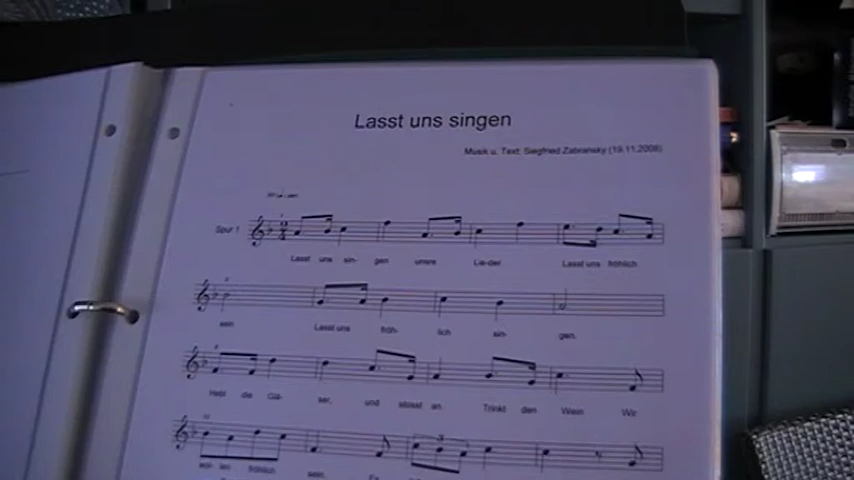 Lasst uns singen
Musik u. Text: Siegfried Zabransky (19.11.2008)
Spur 1
Lasst uns sin- gen unsre Lie-der Lasst uns fröhlich
sein Lasst uns fröh- lich sin- gen.
Hebt die Glä- ser, und stosst an. Trinkt den Wein Wir
fröhlich sein.